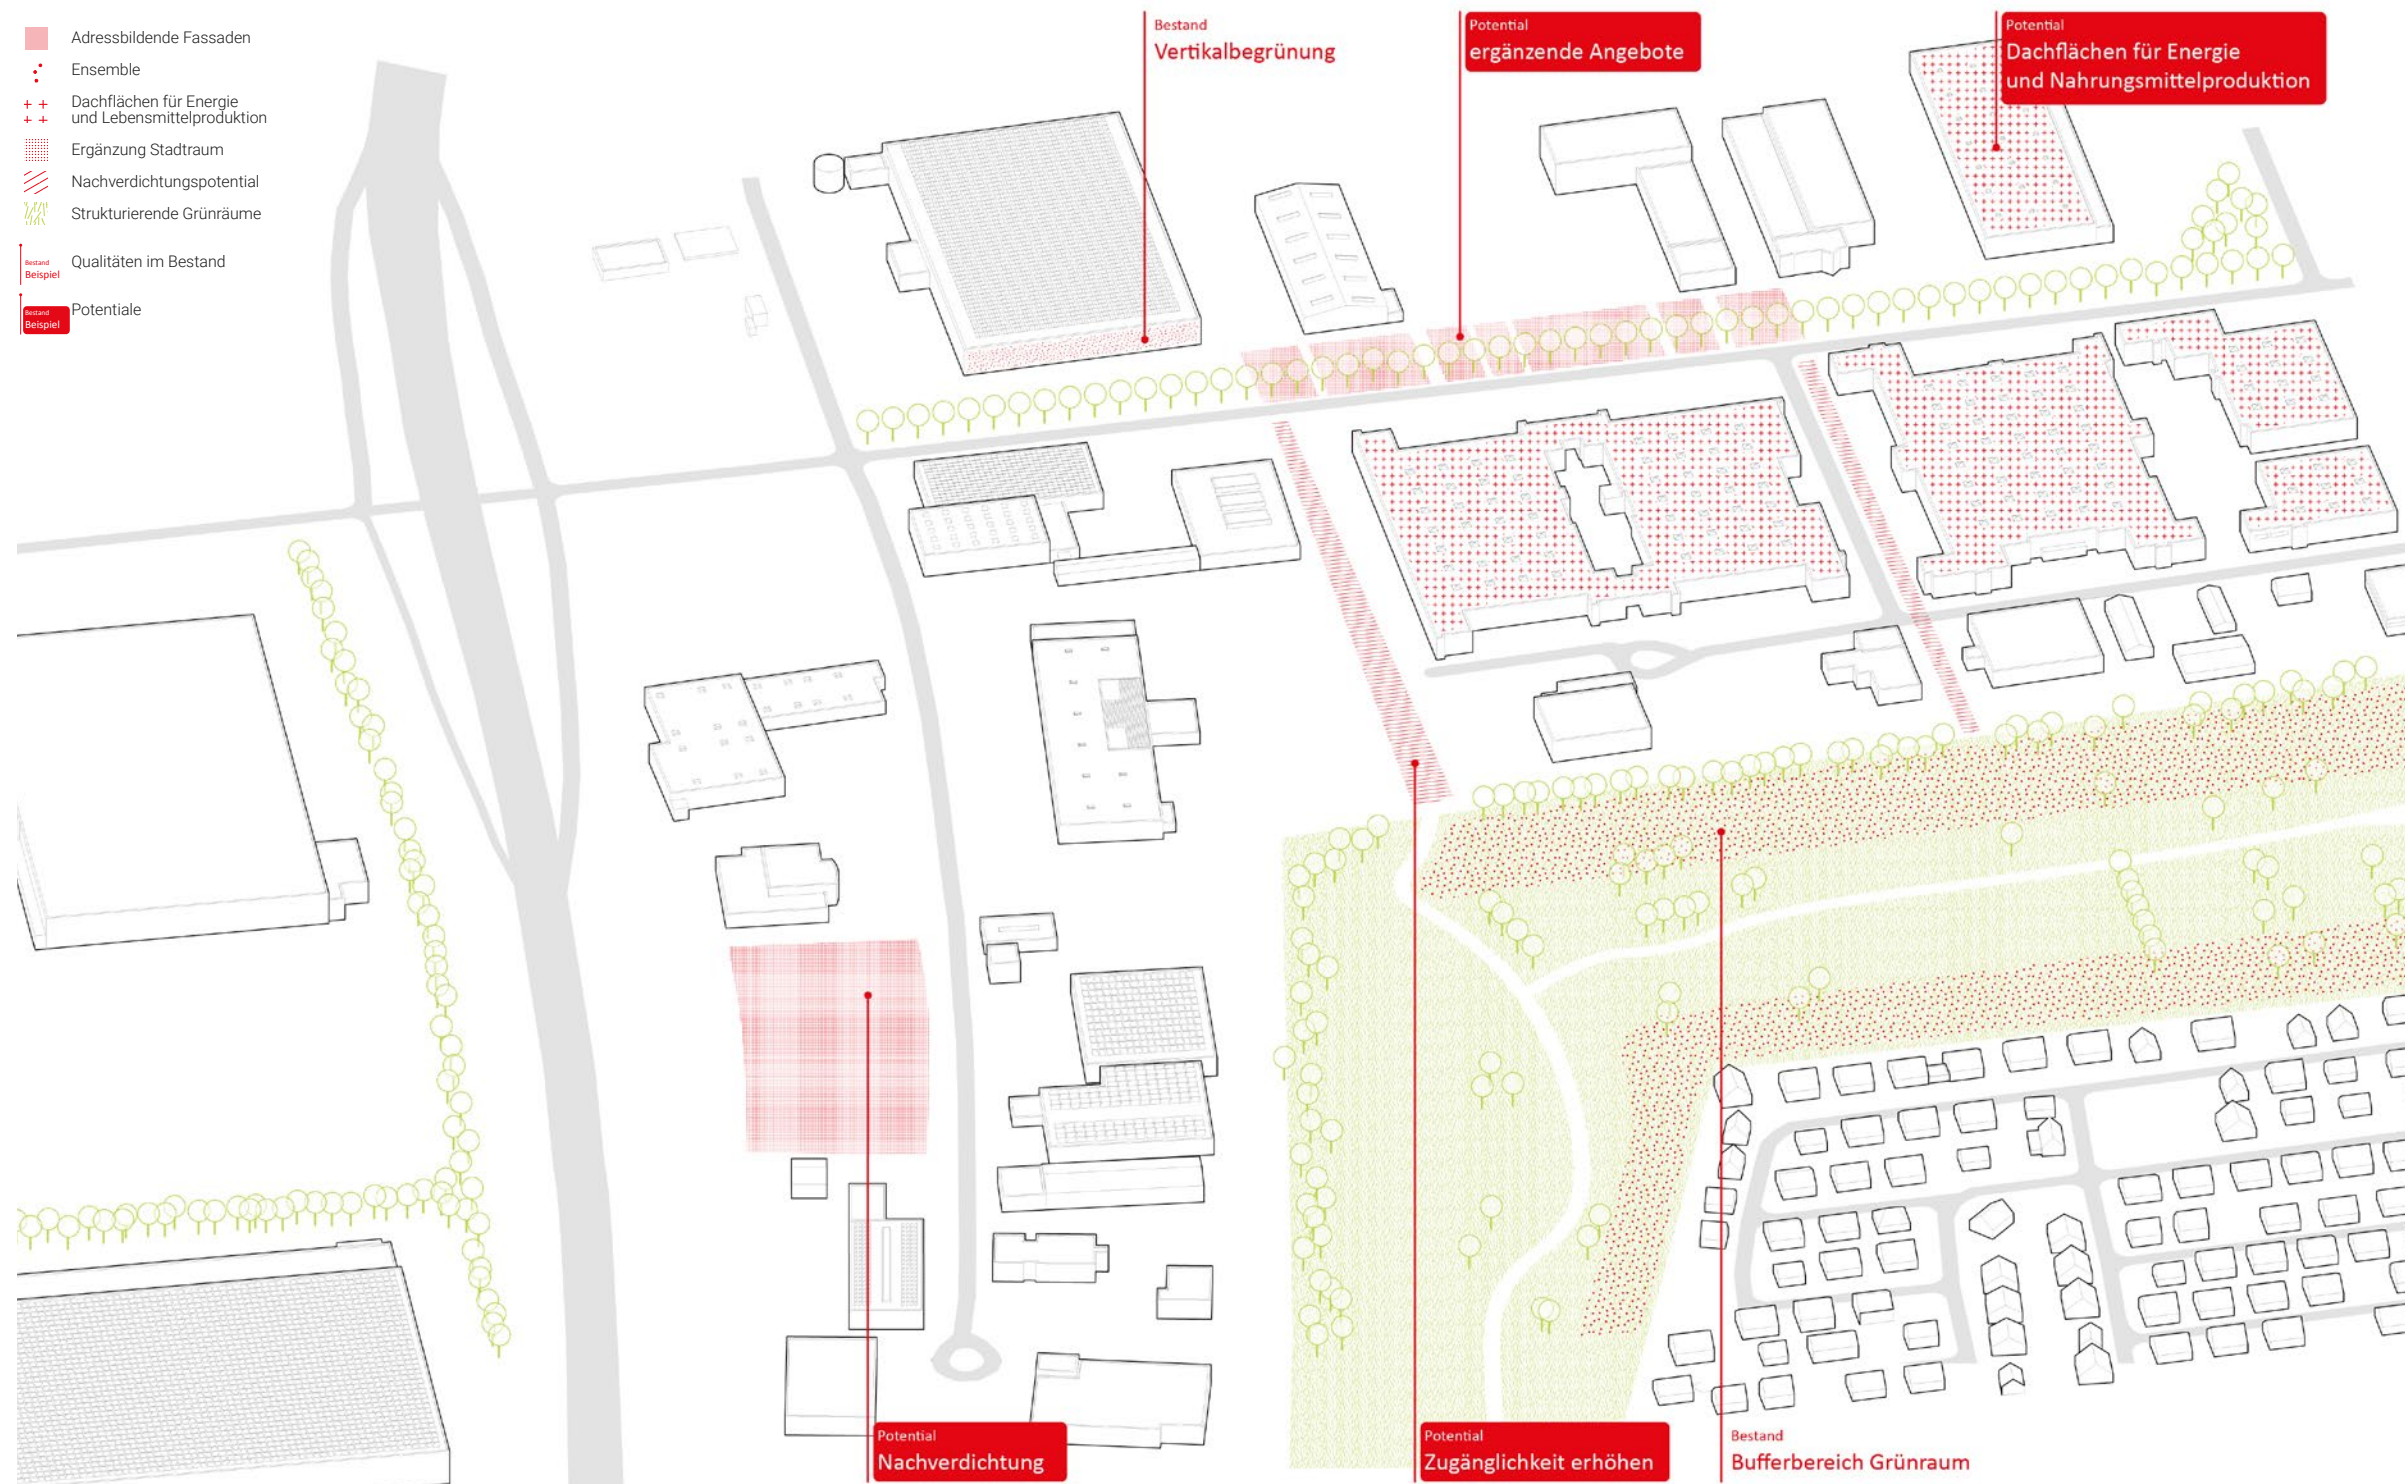 Adressbildende Fassaden
Ensemble
Dachflächen für Energie
und Lebensmittelproduktion
Ergänzung Stadtraum
Nachverdichtungspotential
Strukturierende Grünräume
Bestand
Beispiel
Qualitäten im Bestand
Bestand
Beispiel
Potentiale
Bestand
Vertikalbegrünung
Potential
ergänzende Angebote
Potential
Dachflächen für Energie
und Nahrungsmittelproduktion
Potential
Nachverdichtung
Potential
Zugänglichkeit erhöhen
Bestand
Bufferbereich Grünraum